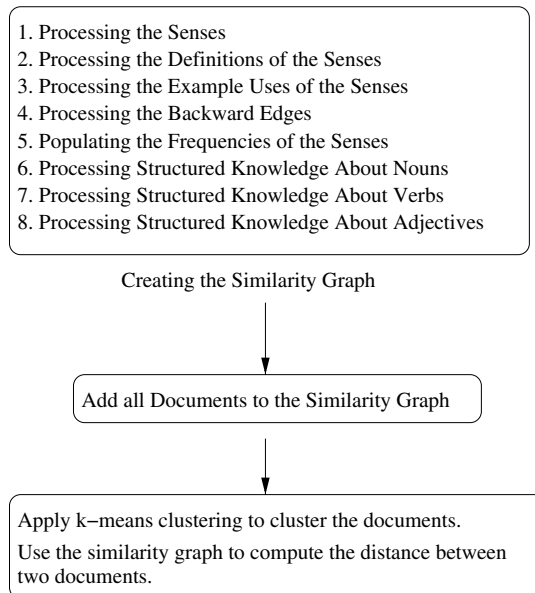 1. Processing the Senses
2. Processing the Definitions of the Senses
3. Processing the Example Uses of the Senses
4. Processing the Backward Edges
5. Populating the Frequencies of the Senses
6. Processing Structured Knowledge About Nouns
7. Processing Structured Knowledge About Verbs
8. Processing Structured Knowledge About Adjectives
Creating the Similarity Graph
Add all Documents to the Similarity Graph
Apply k−means clustering to cluster the documents.
Use the similarity graph to compute the distance between
two documents.